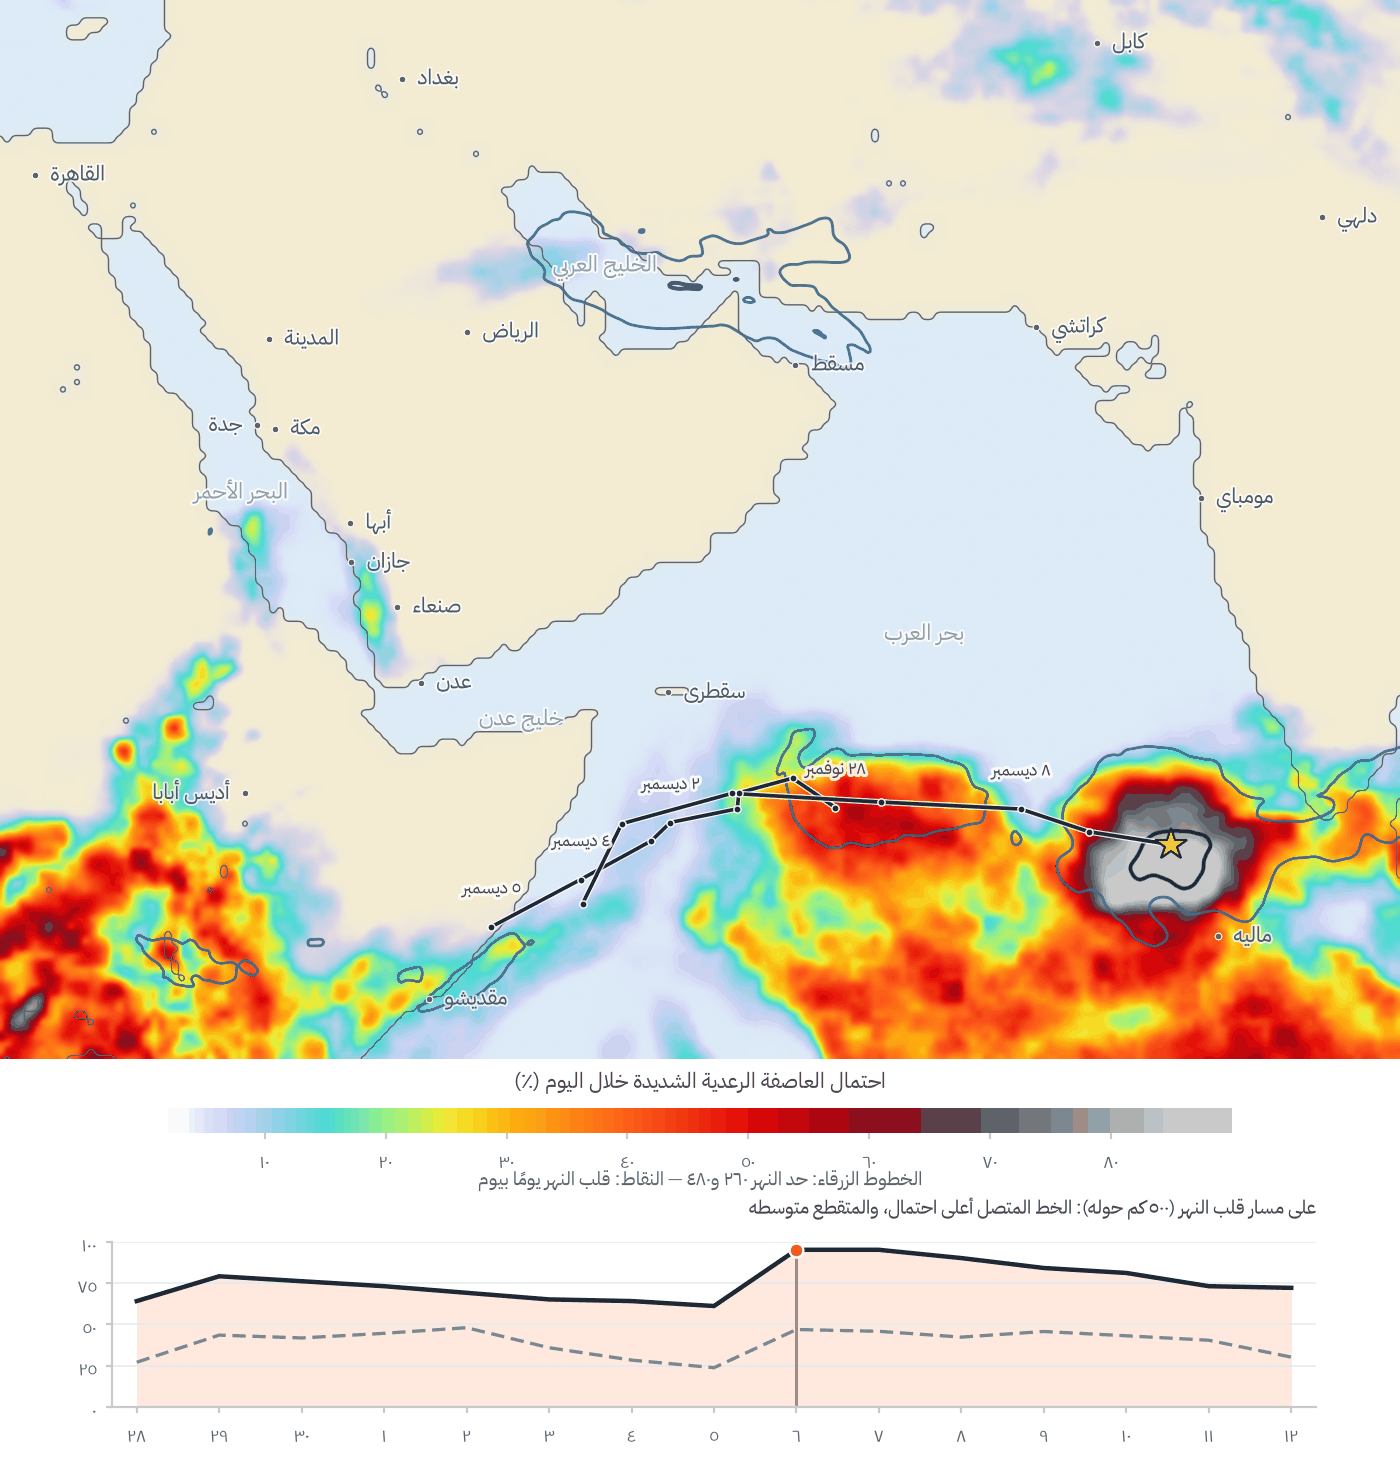 كابل
بغداد
القاهرة
دلهي
الخليج العربي
كراتشي
الرياض
المدينة
مسقط
جدة
مكة
البحر الأحمر
مومباي
أبها
جازان
صنعاء
بحر العرب
عدن
سقطرى
خليج عدن
٢٨ نوفمبر
٨ ديسمبر
٢ ديسمبر
أديس أبابا
٤ ديسمبر
٥ ديسمبر
ماليه
مقديشو
احتمال العاصفة الرعدية الشديدة خلال اليوم (٪)
١٠ ٢٠ ٣٠ ٤٠ ٥٠ ٦٠ ٧٠ ٨٠
الخطوط الزرقاء: حد النهر ٢٦٠ و٤٨٠ — النقاط: قلب النهر يومًا بيوم
على مسار قلب النهر (٥٠٠ كم حوله): الخط المتصل أعلى احتمال، والمتقطع متوسطه
١٠٠
٧٥
٥٠
٢٥
٠
٢٨ ٢٩ ٣٠ ١ ٢ ٣ ٤ ٥ ٦ ٧ ٨ ٩ ١٠ ١١ ١٢